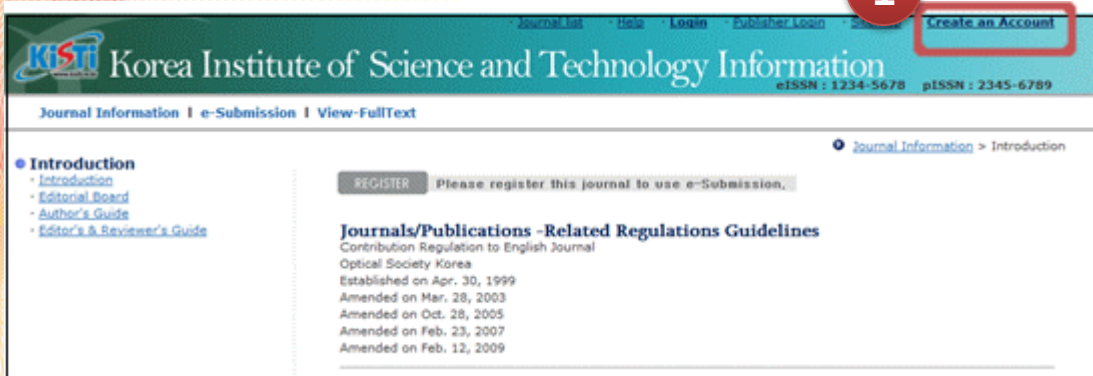 1
· Journal list · Help · Login · Publisher Login · Create an Account
KiSTi Korea Institute of Science and Technology Information
eISSN : 1234-5678 pISSN : 2345-6789
Journal Information | e-Submission | View-FullText
Journal Information > Introduction
Introduction
· Introduction
· Editorial Board
· Author's Guide
· Editor's & Reviewer's Guide
REGISTER Please register this journal to use e-Submission.
Journals/Publications -Related Regulations Guidelines
Contribution Regulation to English Journal
Optical Society Korea
Established on Apr. 30, 1999
Amended on Mar. 28, 2003
Amended on Oct. 28, 2005
Amended on Feb. 23, 2007
Amended on Feb. 12, 2009